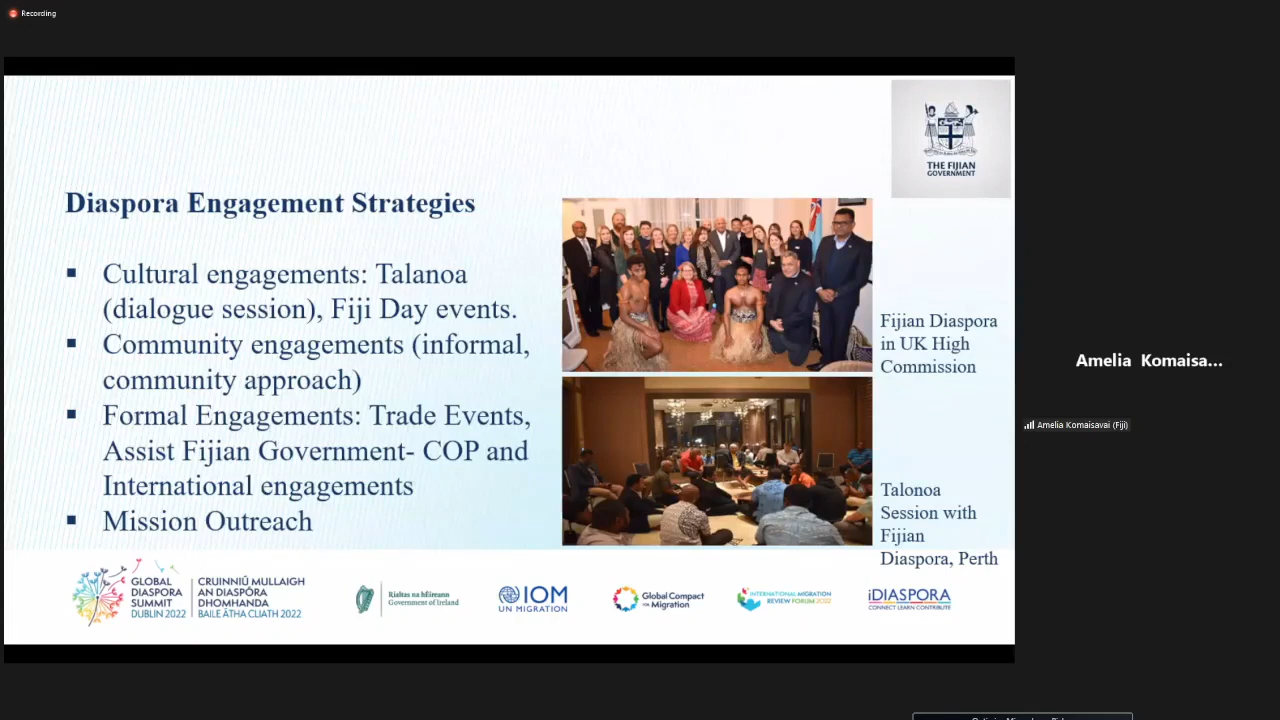 Recording
THE FIJIAN
GOVERNMENT
Diaspora Engagement Strategies
▪ Cultural engagements: Talanoa
(dialogue session), Fiji Day events.
▪ Community engagements (informal,
community approach)
▪ Formal Engagements: Trade Events,
Assist Fijian Government- COP and
International engagements
▪ Mission Outreach
Fijian Diaspora
in UK High
Commission
Talonoa
Session with
Fijian
Diaspora, Perth
Amelia Komaisa...
Amelia Komaisavai (Fiji)
GLOBAL
DIASPORA
SUMMIT
DUBLIN 2022
CRUINNIÚ MULLAIGH
AN DIASPÓRA
DHOMHANDA
BAILE ÁTHA CLIATH 2022
Rialtas na hÉireann
Government of Ireland
IOM
UN MIGRATION
Global Compact
FOR Migration
INTERNATIONAL MIGRATION
REVIEW FORUM 2022
iDIASPORA
CONNECT LEARN CONTRIBUTE